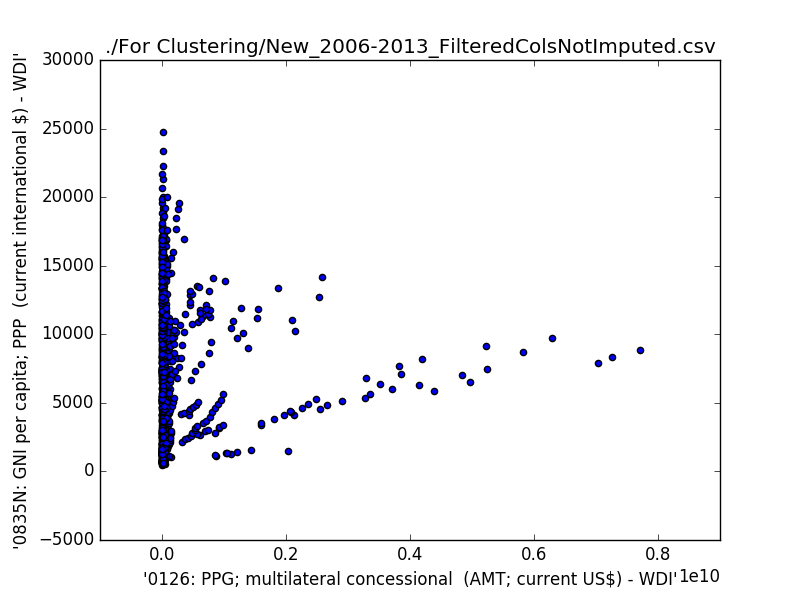 ./For Clustering/New_2006-2013_FilteredColsNotImputed.csv
'0835N: GNI per capita; PPP  (current international $) - WDI'
30000
25000
20000
15000
10000
5000
0
−5000
0.0 0.2 0.4 0.6 0.8
1e10
'0126: PPG; multilateral concessional  (AMT; current US$) - WDI'